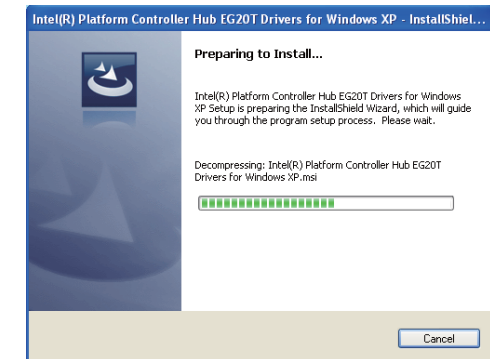 Intel(R) Platform Controller Hub EG20T Drivers for Windows XP - InstallShiel...
Preparing to Install...
Intel(R) Platform Controller Hub EG20T Drivers for Windows
XP Setup is preparing the InstallShield Wizard, which will guide
you through the program setup process. Please wait.
Decompressing: Intel(R) Platform Controller Hub EG20T
Drivers for Windows XP.msi
Cancel